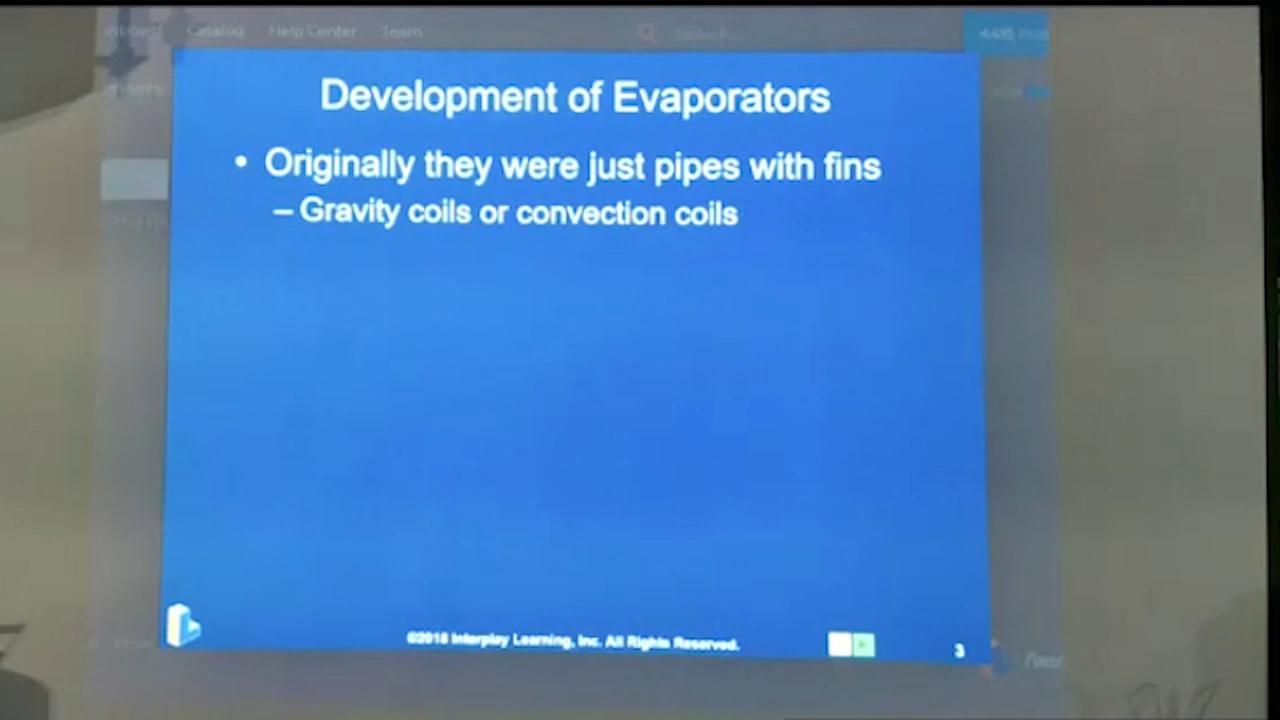 Catalog Help Center Team
Development of Evaporators
• Originally they were just pipes with fins
– Gravity coils or convection coils
©2018 Interplay Learning, Inc. All Rights Reserved.
3